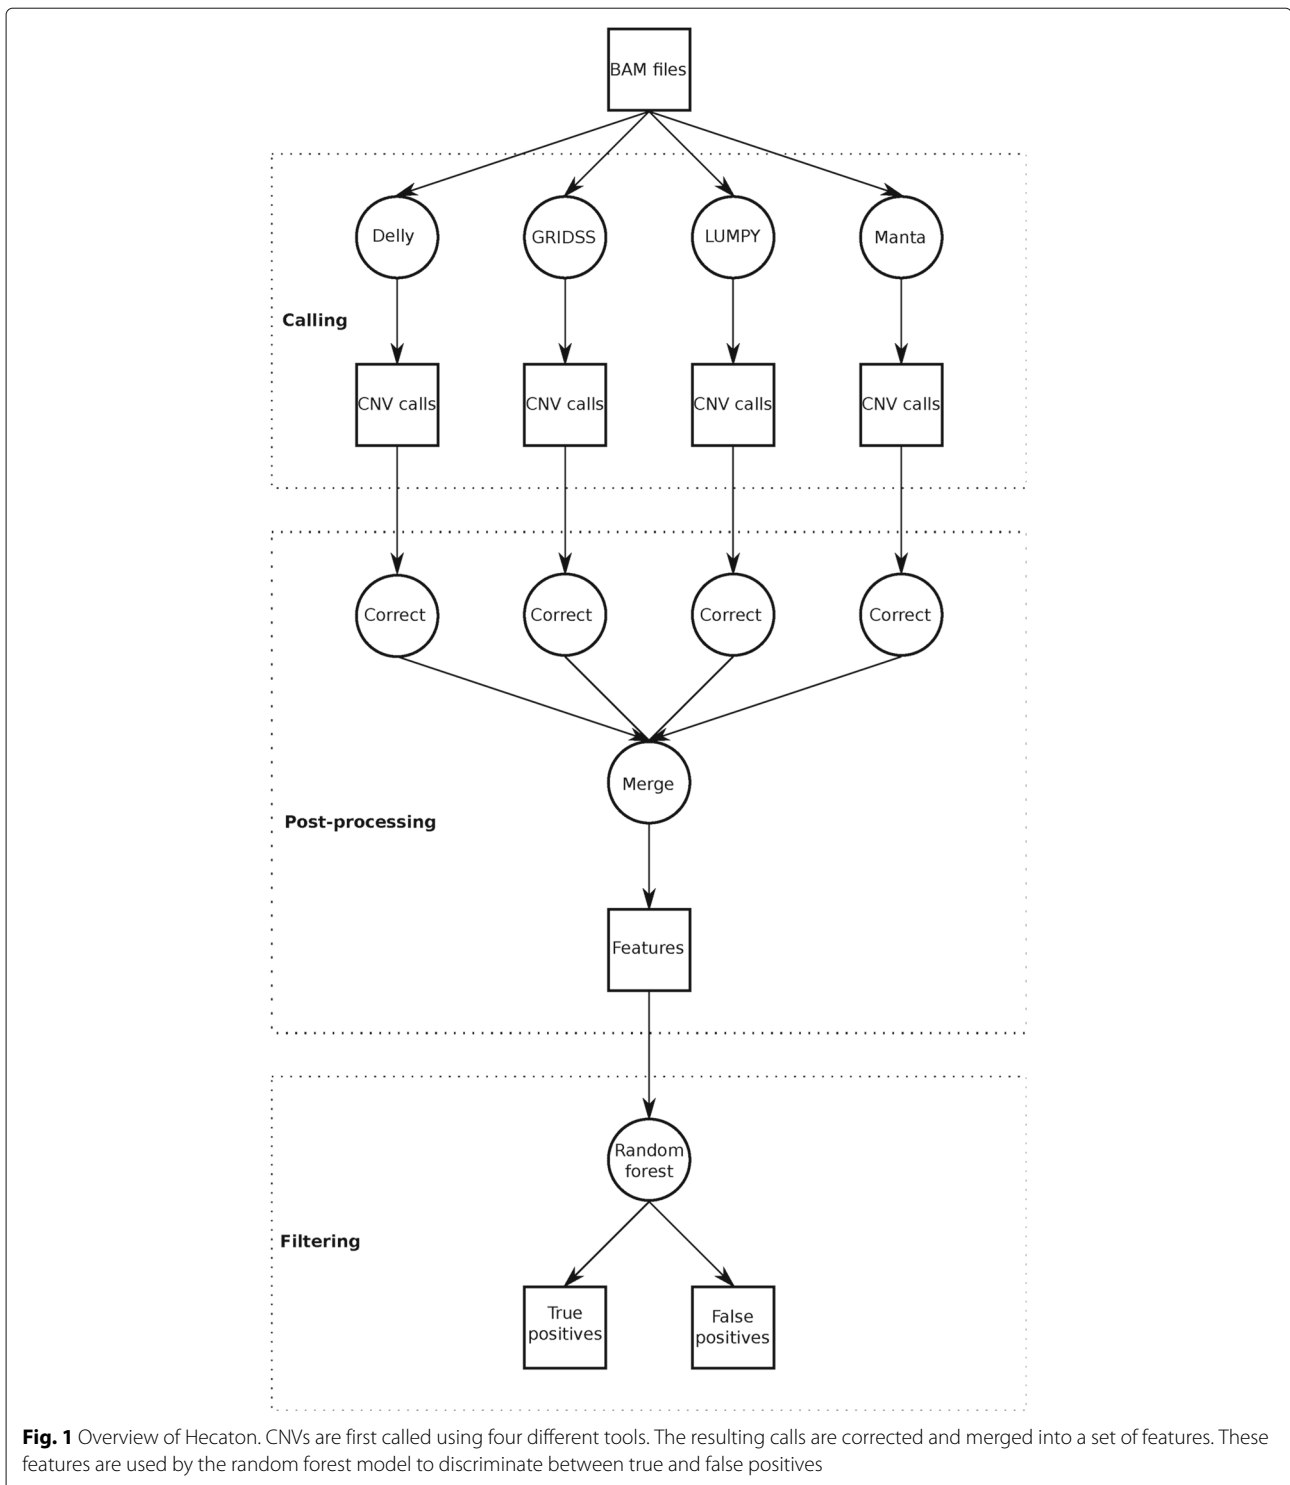 BAM files
Delly
GRIDSS
LUMPY
Manta
Calling
CNV calls
CNV calls
CNV calls
CNV calls
Correct
Correct
Correct
Correct
Merge
Post-processing
Features
Random
forest
Filtering
True
positives
False
positives
Fig. 1 Overview of Hecaton. CNVs are first called using four different tools. The resulting calls are corrected and merged into a set of features. These
features are used by the random forest model to discriminate between true and false positives